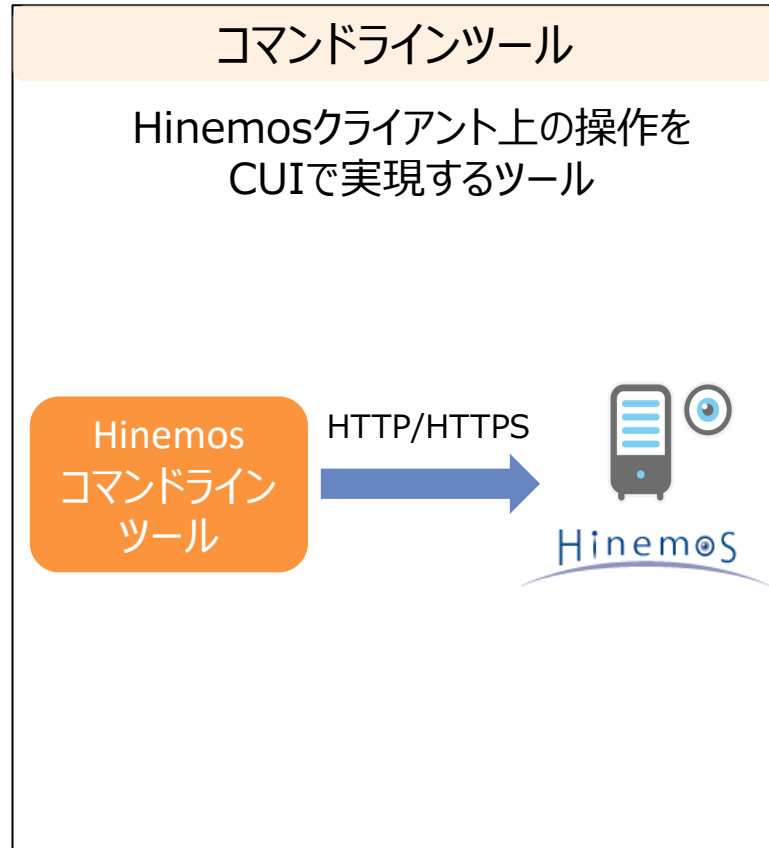 コマンドラインツール
Hinemosクライアント上の操作を
CUIで実現するツール
Hinemos
コマンドライン
ツール
HTTP/HTTPS
Hinemos